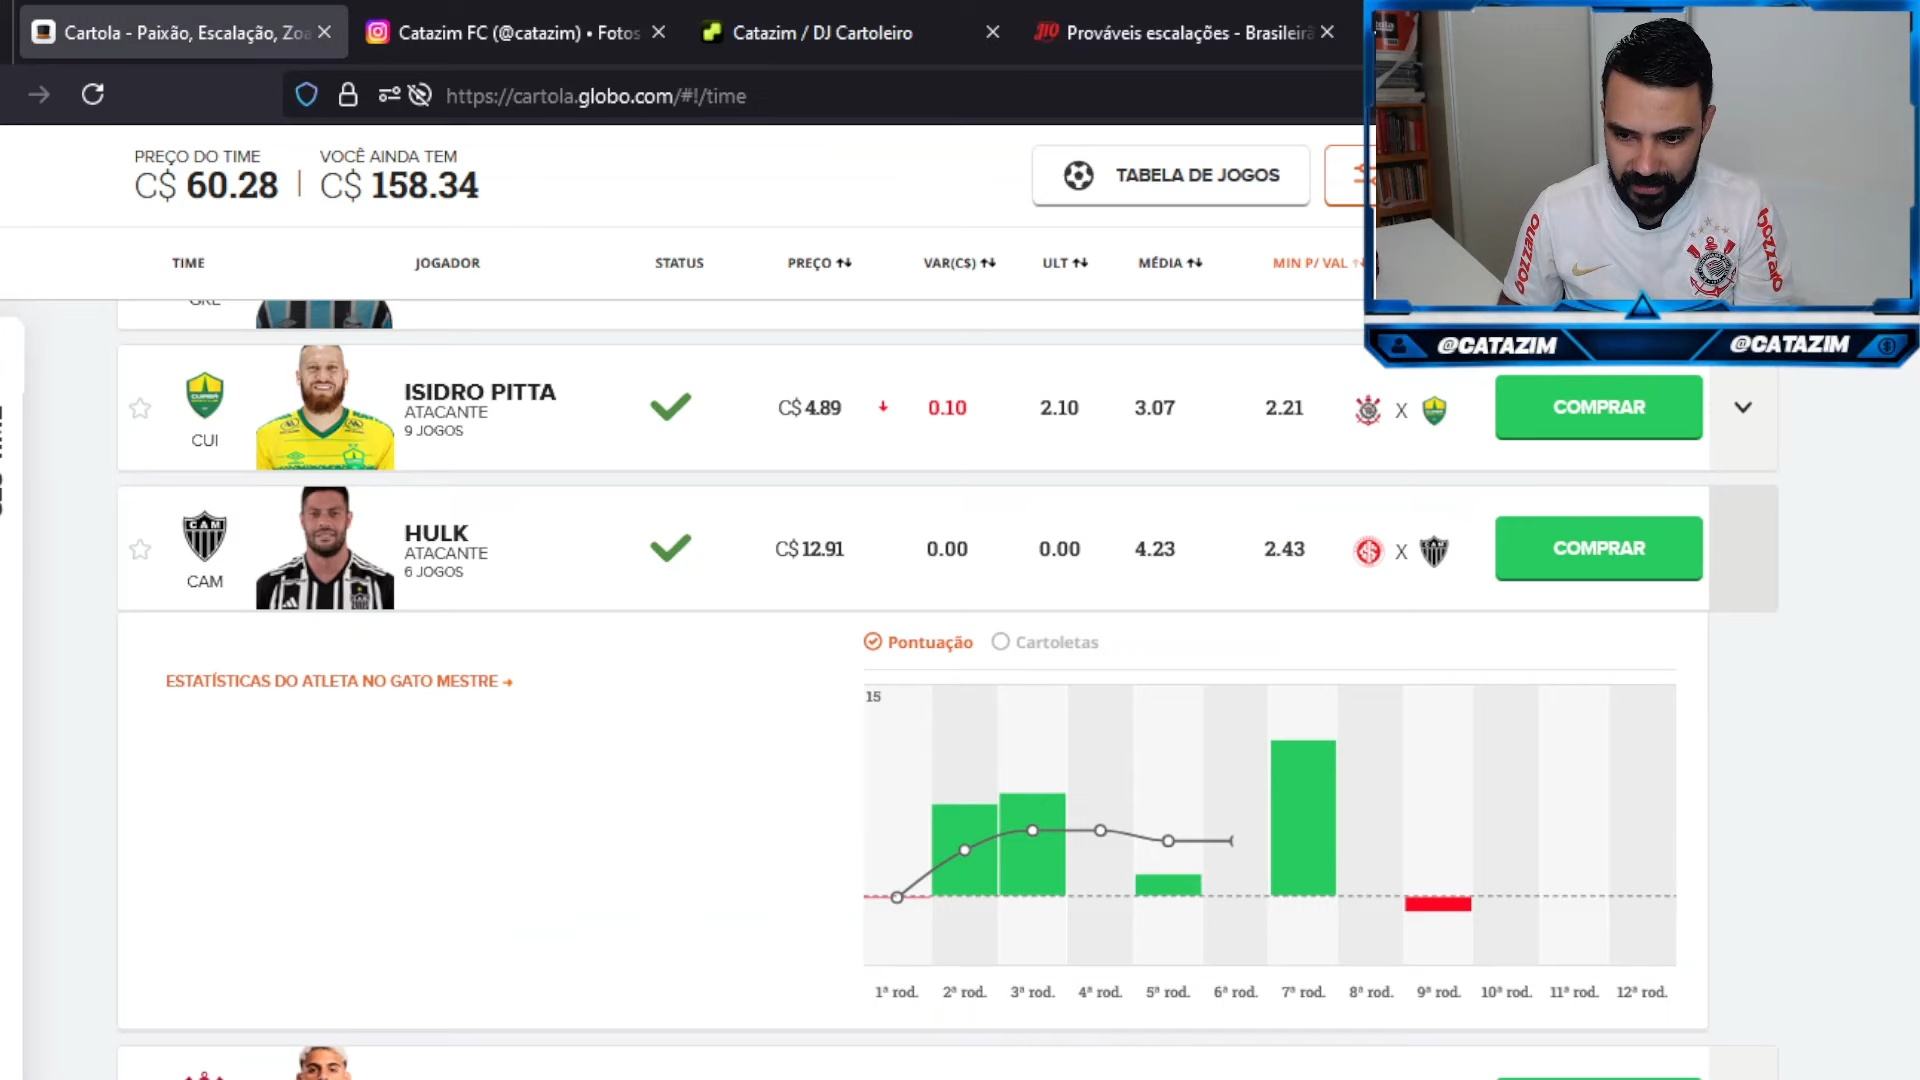 Cartola - Paixão, Escalação, Zoa
Catazim FC (@catazim) • Fotos
Catazim / DJ Cartoleiro
Prováveis escalações - Brasileirã
https://cartola.globo.com/#!/time
PREÇO DO TIME
C$ 60.28
VOCÊ AINDA TEM
C$ 158.34
TABELA DE JOGOS
TIME JOGADOR STATUS PREÇO VAR(C$) ULT MÉDIA MIN P/ VAL
bozzano
bozzano
@CATAZIM
@CATAZIM
GRE
CUI
ISIDRO PITTA
ATACANTE
9 JOGOS
C$ 4.89 0.10 2.10 3.07 2.21 X COMPRAR
CAM
CAM
HULK
ATACANTE
6 JOGOS
C$ 12.91 0.00 0.00 4.23 2.43 X COMPRAR
ESTATÍSTICAS DO ATLETA NO GATO MESTRE
Pontuação Cartoletas
15
1ª rod. 2ª rod. 3ª rod. 4ª rod. 5ª rod. 6ª rod. 7ª rod. 8ª rod. 9ª rod. 10ª rod. 11ª rod. 12ª rod.